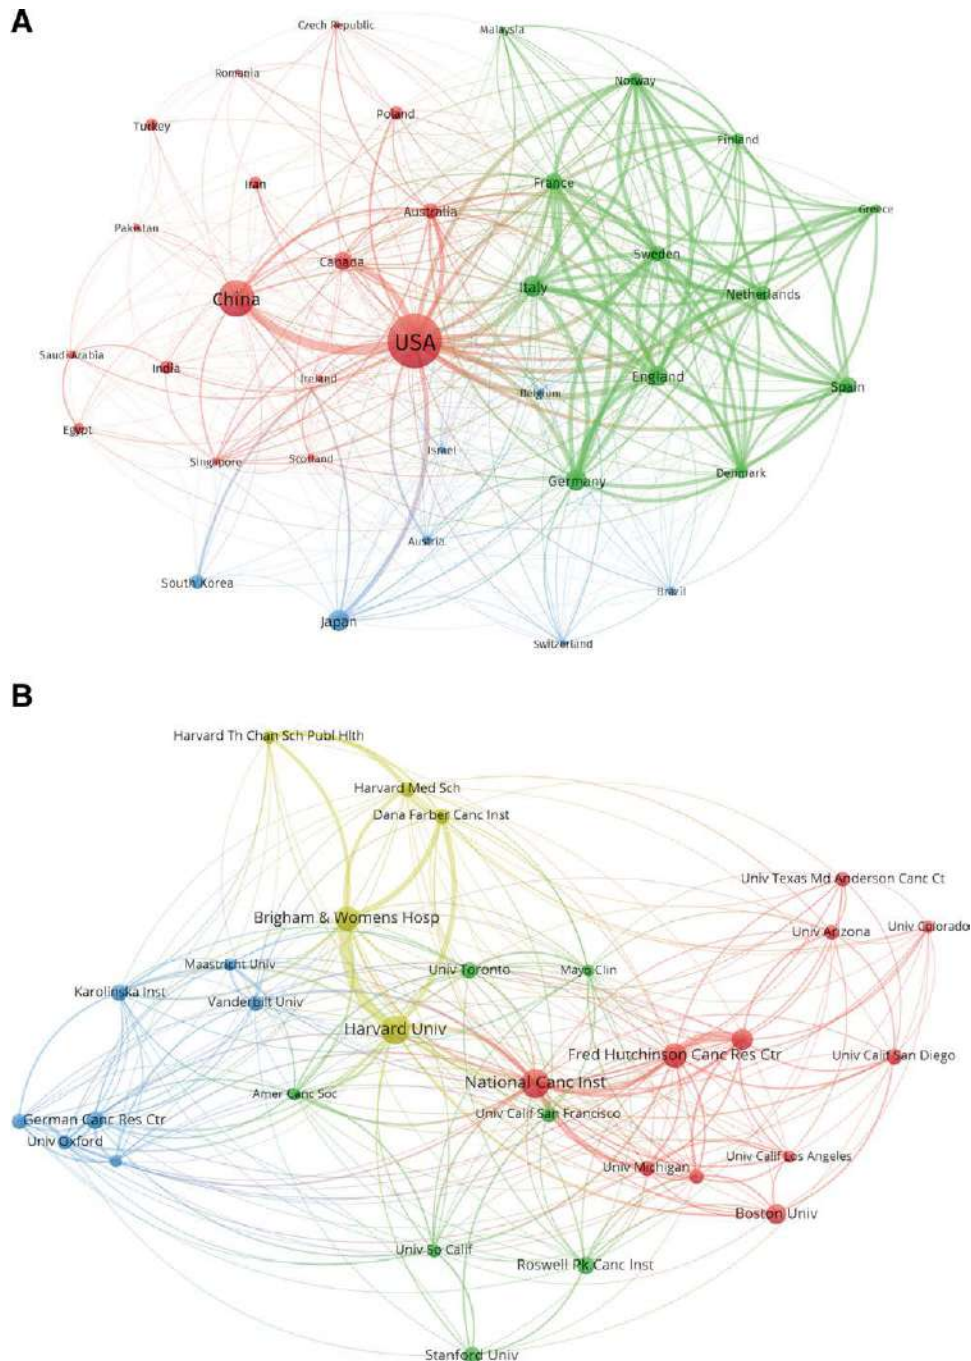 A
Czech Republic
Malaysia
Romania
Norway
Poland
Turkey
Finland
Iran
France
Australia
Greece
Pakistan
Canada
Sweden
China
Italy
Netherlands
USA
Saudi Arabia
India
Ireland
England
Belgium
Spain
Egypt
Singapore
Scotland
Israel
Germany
Denmark
Austria
South Korea
Brazil
Japan
Switzerland
B
Harvard Th Chan Sch Publ Hlth
Harvard Med Sch
Dana Farber Canc Inst
Univ Texas Md Anderson Canc Ct
Brigham & Womens Hosp
Univ Arizona
Univ Colorado
Maastricht Univ
Univ Toronto
Mayo Clin
Karolinska Inst
Vanderbilt Univ
Harvard Univ
Fred Hutchinson Canc Res Ctr
Univ Calif San Diego
National Canc Inst
Amer Canc Soc
Univ Calif San Francisco
German Canc Res Ctr
Univ Oxford
Univ Calif Los Angeles
Univ Michigan
Boston Univ
Univ So Calif
Roswell Pk Canc Inst
Stanford Univ